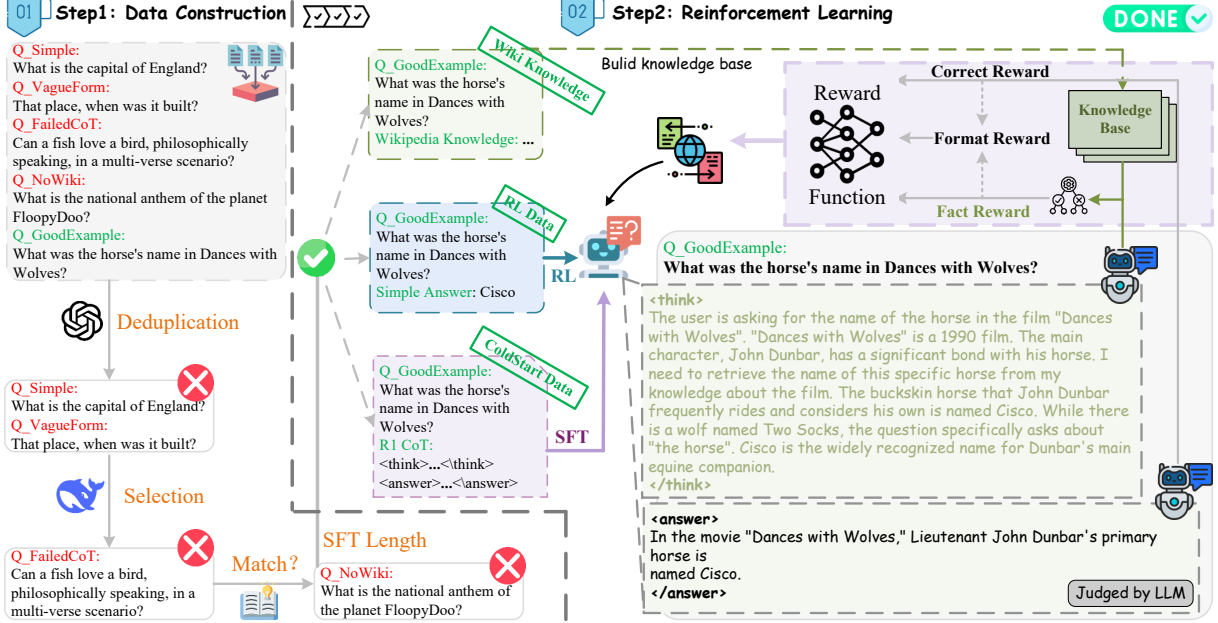 01
Step1: Data Construction
Q_Simple:
What is the capital of England?
Q_VagueForm:
That place, when was it built?
Q_FailedCoT:
Can a fish love a bird, philosophically
speaking, in a multi-verse scenario?
Q_NoWiki:
What is the national anthem of the planet
FloopyDoo?
Q_GoodExample:
What was the horse's name in Dances with
Wolves?
Deduplication
Q_Simple:
What is the capital of England?
Q_VagueForm:
That place, when was it built?
Selection
Q_FailedCoT:
Can a fish love a bird,
philosophically speaking, in a
multi-verse scenario?
Match?
SFT Length
Q_NoWiki:
What is the national anthem of
the planet FloopyDoo?
Wiki Knowledge
Q_GoodExample:
What was the horse's
name in Dances with
Wolves?
Wikipedia Knowledge: ...
RL Data
Q_GoodExample:
What was the horse's
name in Dances with
Wolves?
Simple Answer: Cisco
RL
ColdStart Data
Q_GoodExample:
What was the horse's
name in Dances with
Wolves?
R1 CoT:
<think>...<\think>
<answer>...<\answer>
SFT
02
Step2: Reinforcement Learning
DONE
Bulid knowledge base
Reward
Function
Correct Reward
Format Reward
Fact Reward
Knowledge
Base
Q_GoodExample:
What was the horse's name in Dances with Wolves?
<think>
The user is asking for the name of the horse in the film "Dances
with Wolves". "Dances with Wolves" is a 1990 film. The main
character, John Dunbar, has a significant bond with his horse. I
need to retrieve the name of this specific horse from my
knowledge about the film. The buckskin horse that John Dunbar
frequently rides and considers his own is named Cisco. While there
is a wolf named Two Socks, the question specifically asks about
"the horse". Cisco is the widely recognized name for Dunbar's main
equine companion.
</think>
<answer>
In the movie "Dances with Wolves," Lieutenant John Dunbar's primary
horse is
named Cisco.
</answer>
Judged by LLM